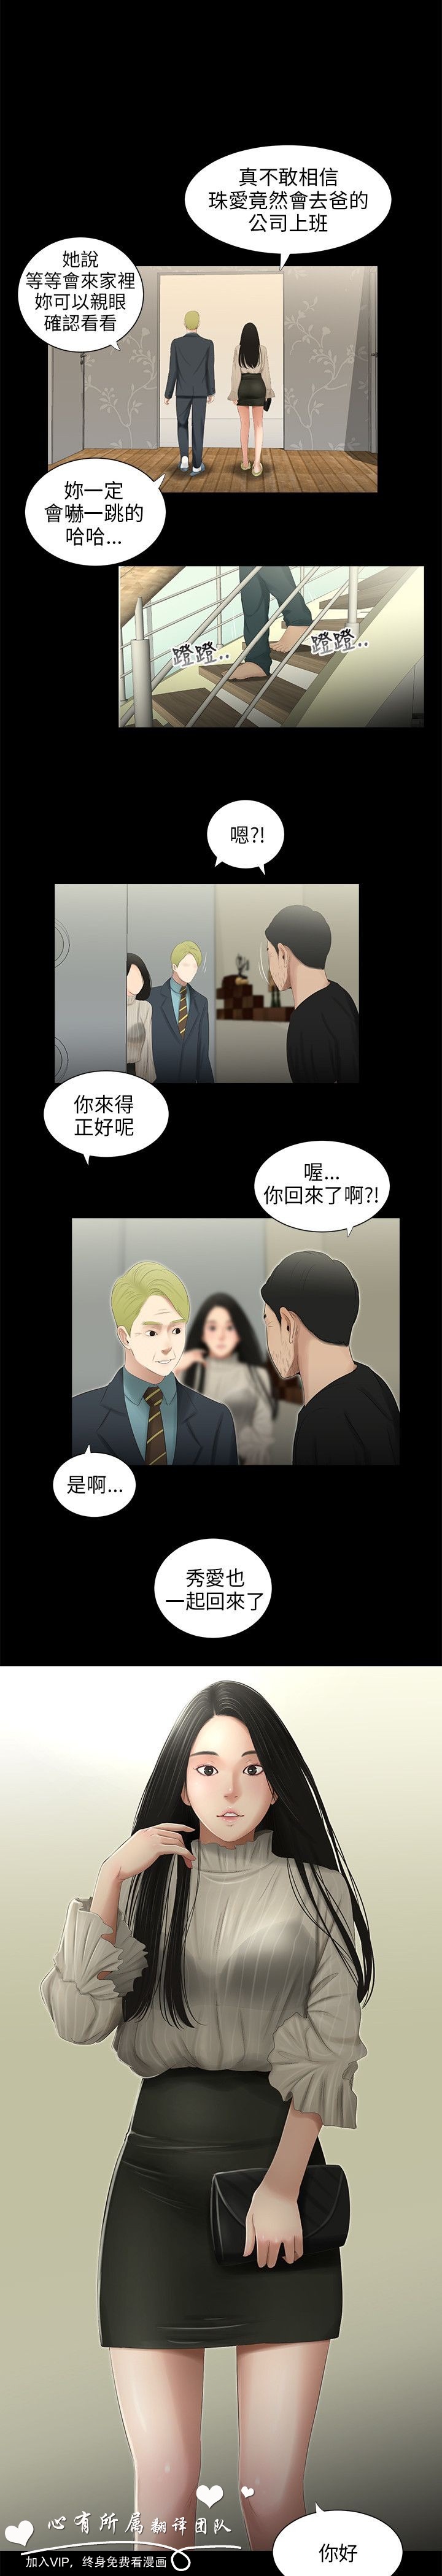 真不敢相信
珠愛竟然會去爸的
公司上班
她說
等等會來家裡
妳可以親眼
確認看看
妳一定
會嚇一跳的
哈哈...
蹬蹬..
蹬蹬..
嗯?!
你來得
正好呢
喔...
你回來了啊?!
是啊...
秀愛也
一起回來了
心有所属翻译团队
加入VIP，终身免费看漫画
你好